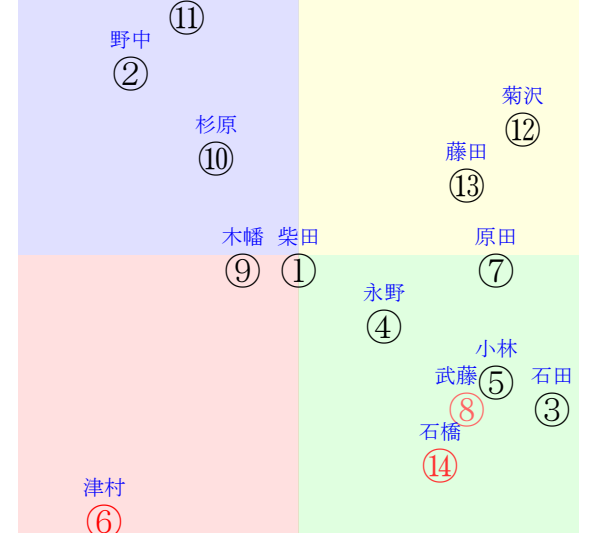 ⑪
野中
②
菊沢
⑫
杉原
⑩
藤田
⑬
木幡
⑨
柴田
①
原田
⑦
永野
④
小林
⑤
武藤
⑧
石田
③
石橋
⑭
津村
⑥